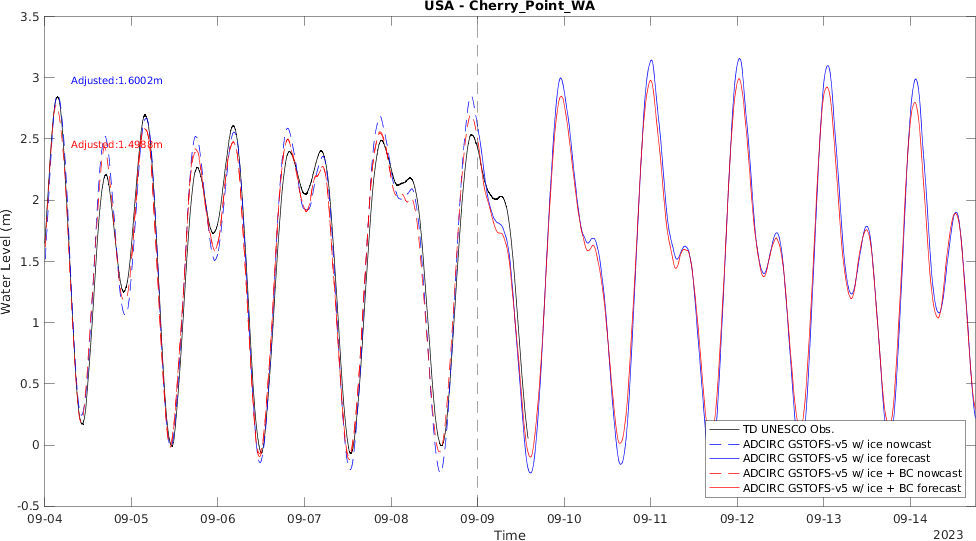 USA - Cherry_Point_WA
3.5
3
2.5
2
1.5
1
0.5
0
-0.5
Water Level (m)
Adjusted:1.6002m
Adjusted:1.4988m
TD UNESCO Obs.
ADCIRC GSTOFS-v5 w/ ice nowcast
ADCIRC GSTOFS-v5 w/ ice forecast
ADCIRC GSTOFS-v5 w/ ice + BC nowcast
ADCIRC GSTOFS-v5 w/ ice + BC forecast
09-04 09-05 09-06 09-07 09-08 09-09 09-10 09-11 09-12 09-13 09-14
Time
2023